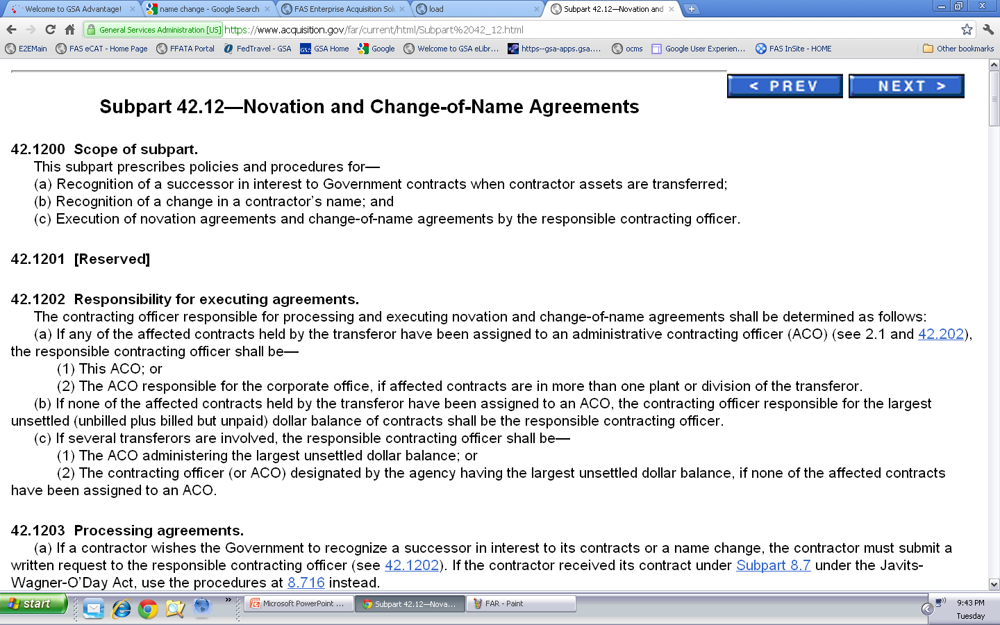 Welcome to GSA Advantage!
name change - Google Search
FAS Enterprise Acquisition Solu
load
Subpart 42.12—Novation and
General Services Administration [US]
https://www.acquisition.gov/far/current/html/Subpart%2042_12.html
E2EMain
FAS eCAT - Home Page
FFATA Portal
FedTravel - GSA
GSA
GSA Home
Google
Welcome to GSA eLibr...
https--gsa-apps.gsa....
ocms
Google User Experien...
FAS InSite - HOME
Other bookmarks
< PREV
NEXT >
Subpart 42.12—Novation and Change-of-Name Agreements
42.1200 Scope of subpart.
This subpart prescribes policies and procedures for—
(a) Recognition of a successor in interest to Government contracts when contractor assets are transferred;
(b) Recognition of a change in a contractor’s name; and
(c) Execution of novation agreements and change-of-name agreements by the responsible contracting officer.
42.1201 [Reserved]
42.1202 Responsibility for executing agreements.
The contracting officer responsible for processing and executing novation and change-of-name agreements shall be determined as follows:
(a) If any of the affected contracts held by the transferor have been assigned to an administrative contracting officer (ACO) (see 2.1 and 42.202),
the responsible contracting officer shall be—
(1) This ACO; or
(2) The ACO responsible for the corporate office, if affected contracts are in more than one plant or division of the transferor.
(b) If none of the affected contracts held by the transferor have been assigned to an ACO, the contracting officer responsible for the largest
unsettled (unbilled plus billed but unpaid) dollar balance of contracts shall be the responsible contracting officer.
(c) If several transferors are involved, the responsible contracting officer shall be—
(1) The ACO administering the largest unsettled dollar balance; or
(2) The contracting officer (or ACO) designated by the agency having the largest unsettled dollar balance, if none of the affected contracts
have been assigned to an ACO.
42.1203 Processing agreements.
(a) If a contractor wishes the Government to recognize a successor in interest to its contracts or a name change, the contractor must submit a
written request to the responsible contracting officer (see 42.1202). If the contractor received its contract under Subpart 8.7 under the Javits-
Wagner-O’Day Act, use the procedures at 8.716 instead.
start
Microsoft PowerPoint ...
Subpart 42.12—Nova...
FAR - Paint
9:43 PM
Tuesday